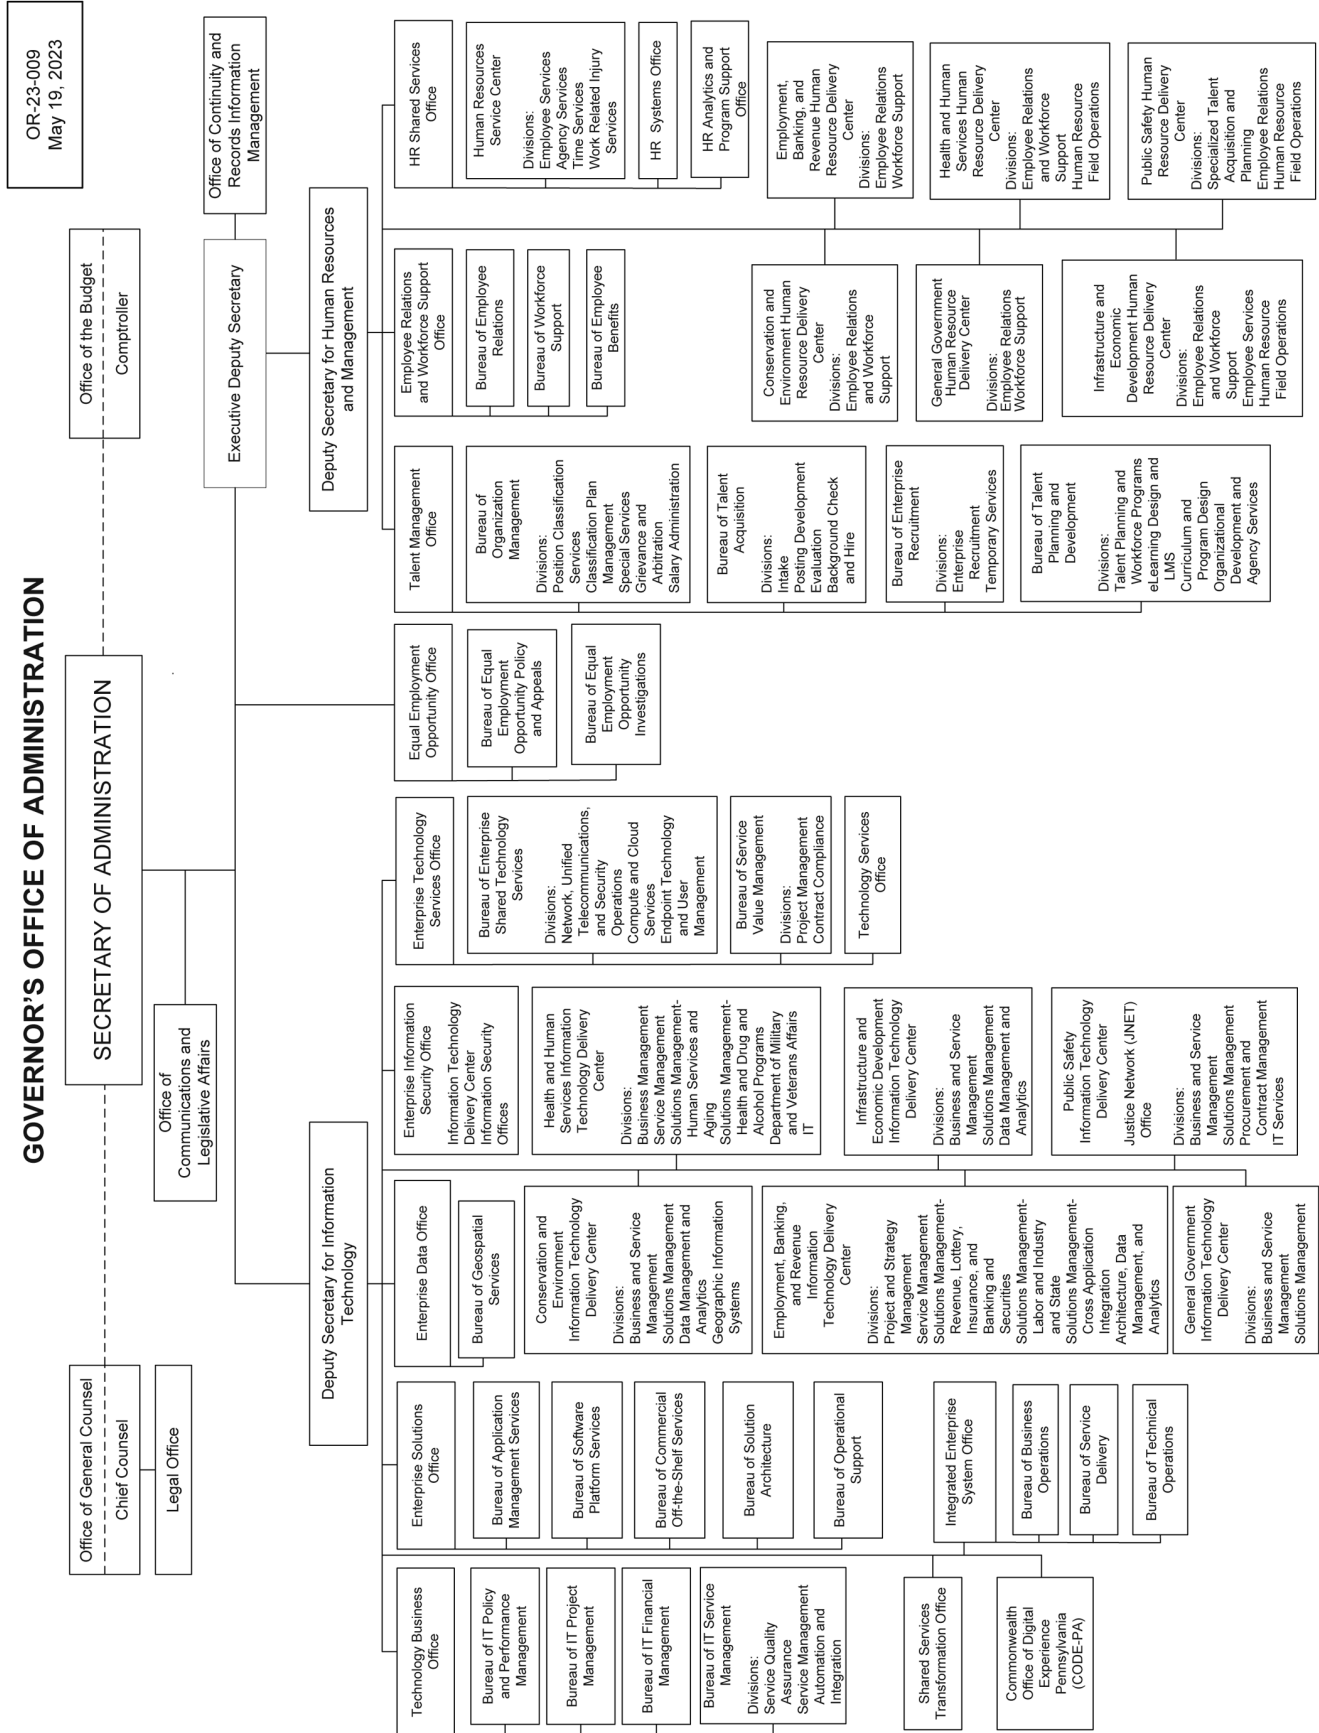 OR-23-009
May 19, 2023
GOVERNOR'S OFFICE OF ADMINISTRATION
Office of General Counsel
Chief Counsel
Legal Office
SECRETARY OF ADMINISTRATION
Office of the Budget
Comptroller
Office of
Communications and
Legislative Affairs
Executive Deputy Secretary
Office of Continuity and
Records Information
Management
Deputy Secretary for Information
Technology
Deputy Secretary for Human Resources
and Management
Technology Business
Office
Bureau of IT Policy
and Performance
Management
Bureau of IT Project
Management
Bureau of IT Financial
Management
Bureau of IT Service
Management
Divisions:
Service Quality
Assurance
Service Management
Automation and
Integration
Shared Services
Transformation Office
Commonwealth
Office of Digital
Experience
Pennsylvania
(CODE-PA)
Enterprise Solutions
Office
Bureau of Application
Management Services
Bureau of Software
Platform Services
Bureau of Commercial
Off-the-Shelf Services
Bureau of Solution
Architecture
Bureau of Operational
Support
Integrated Enterprise
System Office
Bureau of Business
Operations
Bureau of Service
Delivery
Bureau of Technical
Operations
Enterprise Data Office
Bureau of Geospatial
Services
Conservation and
Environment
Information Technology
Delivery Center
Divisions:
Business and Service
Management
Solutions Management
Data Management and
Analytics
Geographic Information
Systems
Employment, Banking,
and Revenue
Information
Technology Delivery
Center
Divisions:
Project and Strategy
Management
Service Management
Solutions Management-
Revenue, Lottery,
Insurance, and
Banking and
Securities
Solutions Management-
Labor and Industry
and State
Solutions Management-
Cross Application
Integration
Architecture, Data
Management, and
Analytics
General Government
Information Technology
Delivery Center
Divisions:
Business and Service
Management
Solutions Management
Enterprise Information
Security Office
Information Technology
Delivery Center
Information Security
Offices
Health and Human
Services Information
Technology Delivery
Center
Divisions:
Business Management
Service Management
Solutions Management-
Human Services and
Aging
Solutions Management-
Health and Drug and
Alcohol Programs
Department of Military
and Veterans Affairs
IT
Infrastructure and
Economic Development
Information Technology
Delivery Center
Divisions:
Business and Service
Management
Solutions Management
Data Management and
Analytics
Public Safety
Information Technology
Delivery Center
Justice Network (JNET)
Office
Divisions:
Business and Service
Management
Solutions Management
Procurement and
Contract Management
IT Services
Enterprise Technology
Services Office
Bureau of Enterprise
Shared Technology
Services
Divisions:
Network, Unified
Telecommunications,
and Security
Operations
Compute and Cloud
Services
Endpoint Technology
and User
Management
Bureau of Service
Value Management
Divisions:
Project Management
Contract Compliance
Technology Services
Office
Equal Employment
Opportunity Office
Bureau of Equal
Employment
Opportunity Policy
and Appeals
Bureau of Equal
Employment
Opportunity
Investigations
Talent Management
Office
Bureau of
Organization
Management
Divisions:
Position Classification
Services
Classification Plan
Management
Special Services
Grievance and
Arbitration
Salary Administration
Bureau of Talent
Acquisition
Divisions:
Intake
Posting Development
Evaluation
Background Check
and Hire
Bureau of Enterprise
Recruitment
Divisions:
Enterprise
Recruitment
Temporary Services
Bureau of Talent
Planning and
Development
Divisions:
Talent Planning and
Workforce Programs
eLearning Design and
LMS
Curriculum and
Program Design
Organizational
Development and
Agency Services
Employee Relations
and Workforce Support
Office
Bureau of Employee
Relations
Bureau of Workforce
Support
Bureau of Employee
Benefits
Conservation and
Environment Human
Resource Delivery
Center
Divisions:
Employee Relations
and Workforce
Support
General Government
Human Resource
Delivery Center
Divisions:
Employee Relations
Workforce Support
Infrastructure and
Economic
Development Human
Resource Delivery
Center
Divisions:
Employee Relations
and Workforce
Support
Employee Services
Human Resource
Field Operations
HR Shared Services
Office
Human Resources
Service Center
Divisions:
Employee Services
Agency Services
Time Services
Work Related Injury
Services
HR Systems Office
HR Analytics and
Program Support
Office
Employment,
Banking, and
Revenue Human
Resource Delivery
Center
Divisions:
Employee Relations
Workforce Support
Health and Human
Services Human
Resource Delivery
Center
Divisions:
Employee Relations
and Workforce
Support
Human Resource
Field Operations
Public Safety Human
Resource Delivery
Center
Divisions:
Specialized Talent
Acquisition and
Planning
Employee Relations
Human Resource
Field Operations